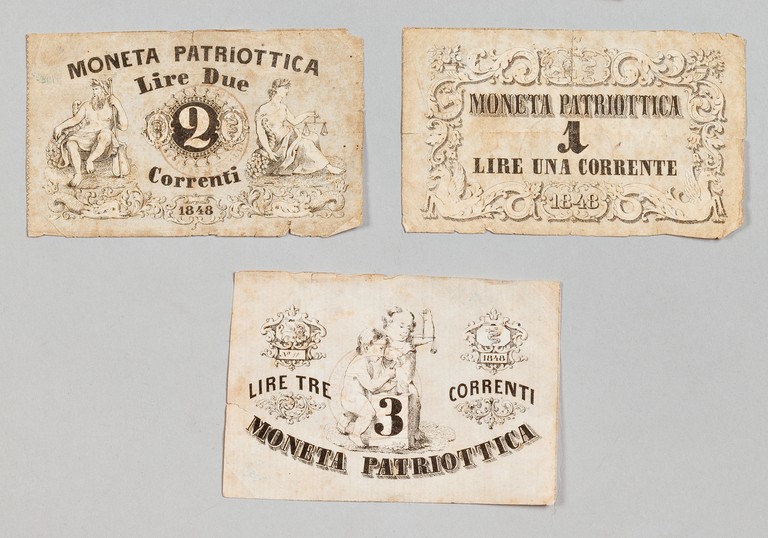 MONETA PATRIOTTICA
Lire Due
2
Correnti
1848
MONETA PATRIOTTICA
1
LIRE UNA CORRENTE
1848
1848
LIRE TRE
CORRENTI
3
MONETA PATRIOTTICA